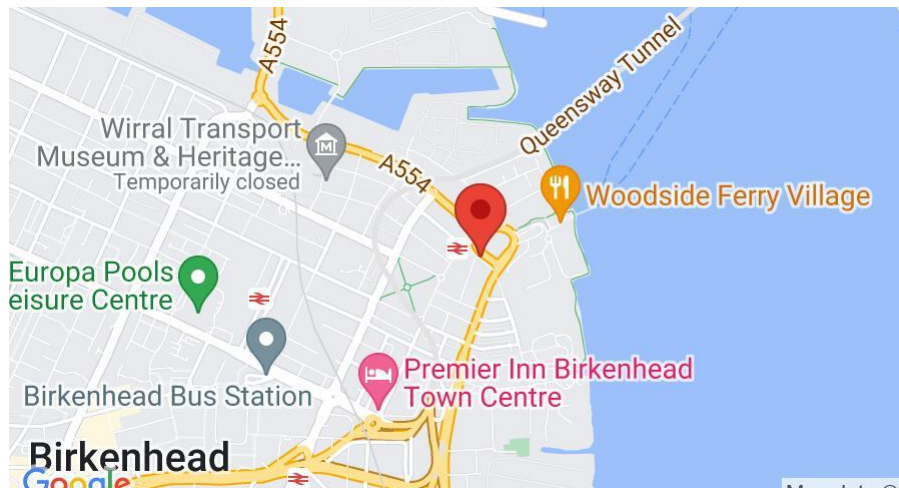 A554
Queensway Tunnel
Wirral Transport
Museum & Heritage...
Temporarily closed
A554
Woodside Ferry Village
Europa Pools
eisure Centre
Premier Inn Birkenhead
Town Centre
Birkenhead Bus Station
Birkenhead
Google